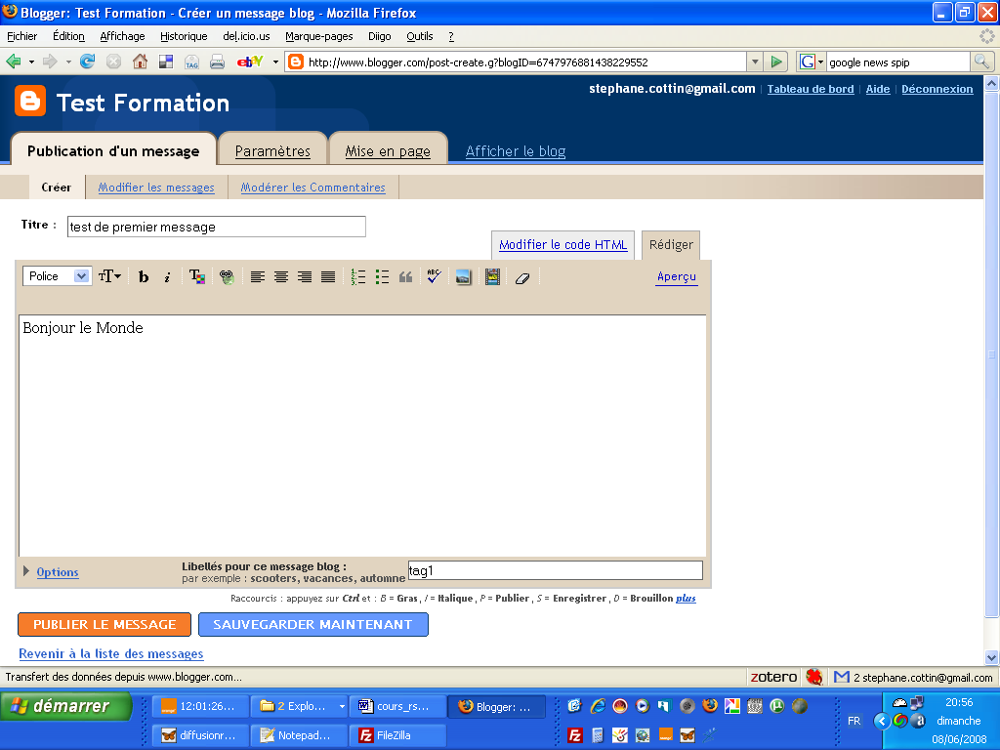 Blogger: Test Formation - Créer un message blog - Mozilla Firefox
Fichier Édition Affichage Historique del.icio.us Marque-pages Diigo Outils ?
TAG ebY http://www.blogger.com/post-create.g?blogID=6747976881438229552 G google news spip
Test Formation
stephane.cottin@gmail.com | Tableau de bord | Aide | Déconnexion
Publication d'un message Paramètres Mise en page Afficher le blog
Créer Modifier les messages Modérer les Commentaires
Titre : test de premier message
Modifier le code HTML Rédiger
Police T b i T ABC Aperçu
Bonjour le Monde
Options
Libellés pour ce message blog :
par exemple : scooters, vacances, automne
tag1
Raccourcis : appuyez sur Ctrl et : B = Gras, I = Italique, P = Publier, S = Enregistrer, D = Brouillon plus
PUBLIER LE MESSAGE SAUVEGARDER MAINTENANT
Revenir à la liste des messages
Transfert des données depuis www.blogger.com...
zotero 2 stephane.cottin@gmail.com
démarrer
12:01:26... 2 Explo... cours_rs... Blogger: ...
diffusionr... Notepad... FileZilla
FR
20:56
dimanche
08/06/2008